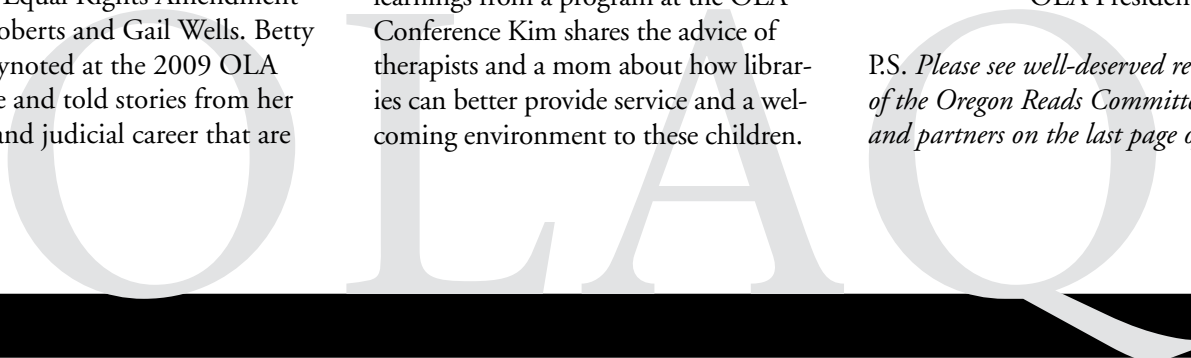 Equal Rights Amendment
oberts and Gail Wells. Betty
ynoted at the 2009 OLA
e and told stories from her
and judicial career that are
learnings from a program at the OLA
Conference Kim shares the advice of
therapists and a mom about how librar-
ies can better provide service and a wel-
coming environment to these children.
OLA Presiden
P.S. Please see well-deserved re
of the Oregon Reads Committe
and partners on the last page o
OLAQ